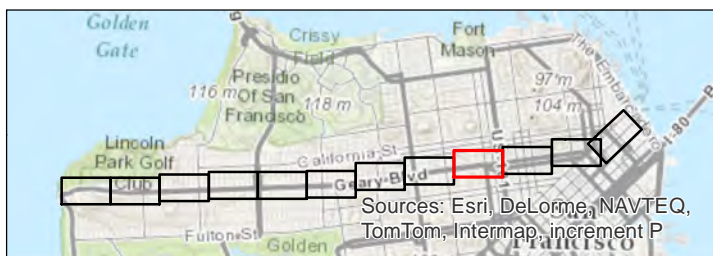 Golden
Gate
Crissy
Field
Fort
Mason
Presidio
Of San
Francisco
116 m
118 m
97 m
104 m
The Embarcadero
I-80
Lincoln
Park Golf
Club
California St
Geary Blvd
Fulton St
Golden
Sources: Esri, DeLorme, NAVTEQ,
TomTom, Intermap, increment P
San
Francisco